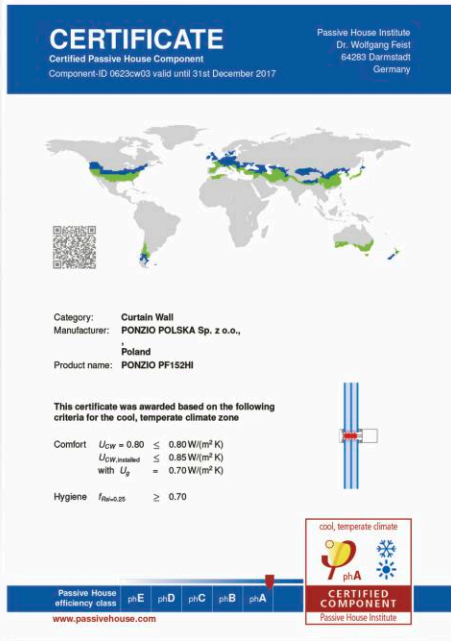 CERTIFICATE
Certified Passive House Component
Component-ID 0623cw03 valid until 31st December 2017
Passive House Institute
Dr. Wolfgang Feist
64283 Darmstadt
Germany
Category: Curtain Wall
Manufacturer: PONZIO POLSKA Sp. z o.o.,
,
Poland
Product name: PONZIO PF152HI
This certificate was awarded based on the following
criteria for the cool, temperate climate zone
Comfort UCW = 0.80 ≤ 0.80 W/(m² K)
UCW,installed ≤ 0.85 W/(m² K)
with Ug = 0.70 W/(m² K)
Hygiene fRsi=0.25 ≥ 0.70
cool, temperate climate
phA
CERTIFIED
COMPONENT
Passive House Institute
Passive House
efficiency class
phE phD phC phB phA
www.passivehouse.com